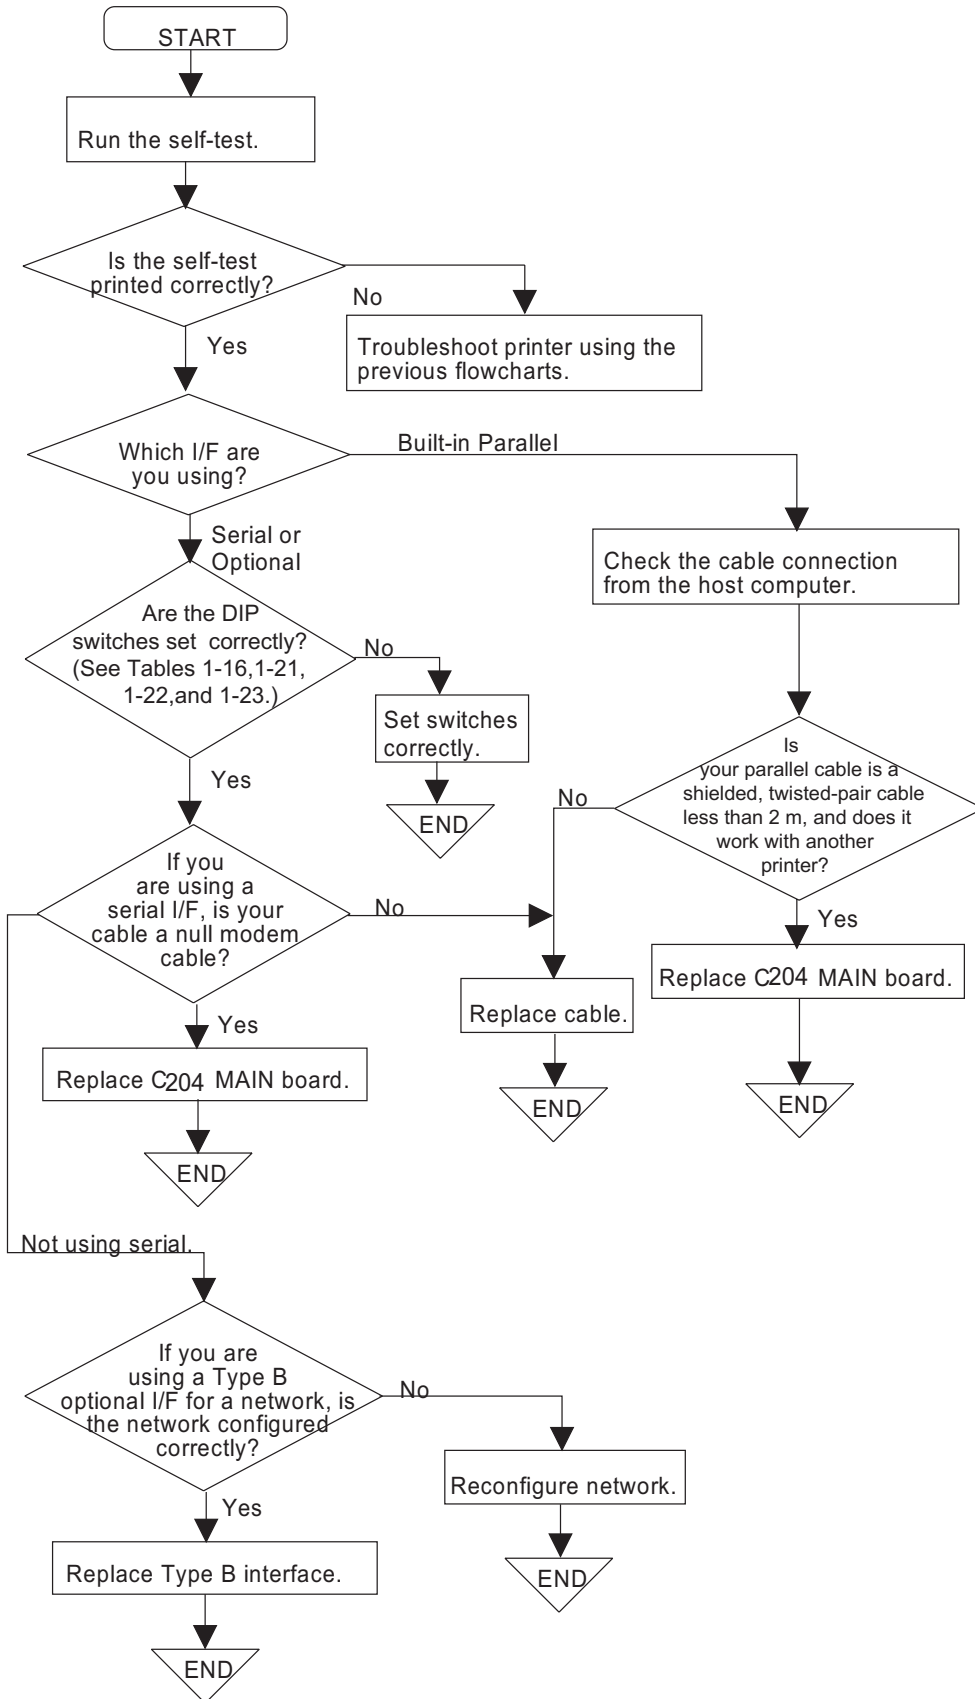 START
Run the self-test.
Is the self-test
printed correctly?
No
Troubleshoot printer using the
previous flowcharts.
Yes
Which I/F are
you using?
Built-in Parallel
Serial or
Optional
Check the cable connection
from the host computer.
Are the DIP
switches set correctly?
(See Tables 1-16,1-21,
1-22,and 1-23.)
No
Set switches
correctly.
END
Yes
Is
your parallel cable is a
shielded, twisted-pair cable
less than 2 m, and does it
work with another
printer?
No
Yes
Replace C204 MAIN board.
END
If you
are using a
serial I/F, is your
cable a null modem
cable?
No
Replace cable.
END
Yes
Replace C204 MAIN board.
END
Not using serial.
If you are
using a Type B
optional I/F for a network, is
the network configured
correctly?
No
Reconfigure network.
END
Yes
Replace Type B interface.
END